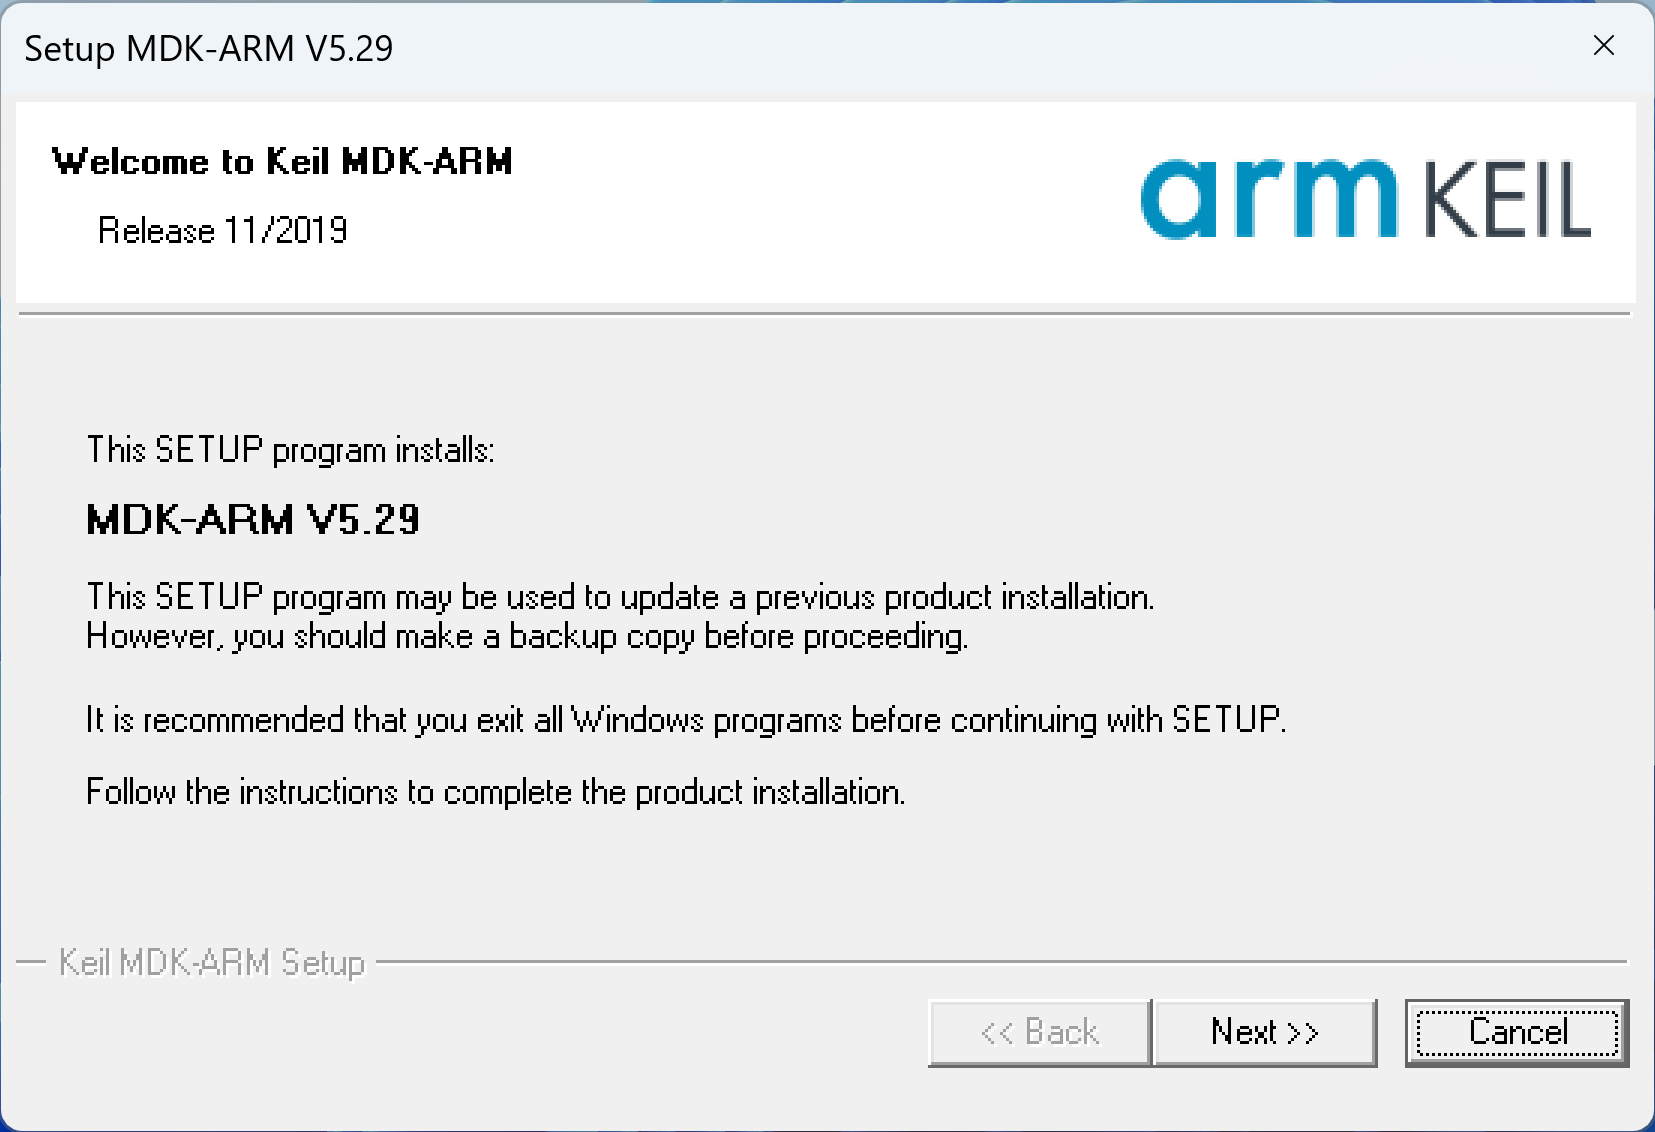 Setup MDK-ARM V5.29
Welcome to Keil MDK-ARM
Release 11/2019
arm KEIL
This SETUP program installs:
MDK-ARM V5.29
This SETUP program may be used to update a previous product installation.
However, you should make a backup copy before proceeding.
It is recommended that you exit all Windows programs before continuing with SETUP.
Follow the instructions to complete the product installation.
Keil MDK-ARM Setup
<< Back Next >> Cancel